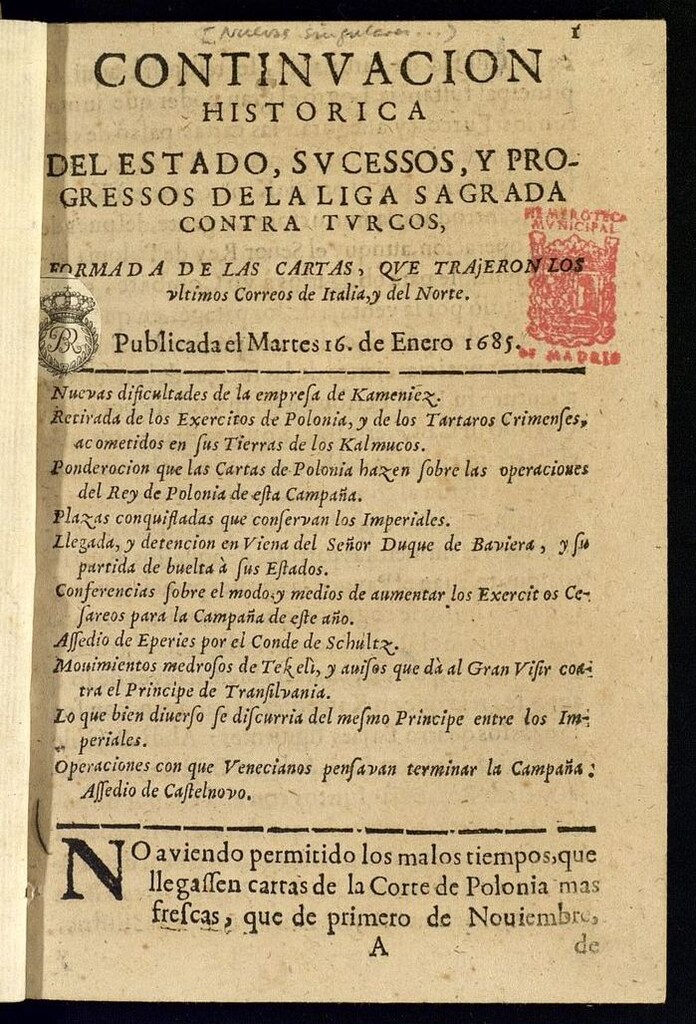 [Nuevas singulares...]
1
CONTINVACION
HISTORICA
DEL ESTADO, SVCESSOS, Y PRO-
GRESSOS DE LA LIGA SAGRADA
CONTRA TVRCOS,
FORMADA DE LAS CARTAS, QVE TRAjERON LOS
vltimos Correos de Italia, y del Norte.
HEMEROTECA
MVNICIPAL
DE MADRID
BR
Publicada el Martes 16. de Enero 1685.
Nuevas dificultades de la empreſa de Kameniez.
Retirada de los Exercitos de Polonia, y de los Tartaros Crimenſes,
acometidos en ſus Tierras de los Kalmucos.
Ponderocion que las Cartas de Polonia hazen ſobre las operaciones
del Rey de Polonia de eſta Campaña.
Plazas conquiſtadas que conſervan los Imperiales.
Llegada, y detencion en Viena del Señor Duque de Baviera, y ſu
partida de buelta à ſus Eſtados.
Conferencias ſobre el modo, y medios de aumentar los Exercitos Ce-
ſareos para la Campaña de eſte año.
Aſſedio de Eperies por el Conde de Schultz.
Mouimientos medroſos de Tekeli, y auiſos que dà al Gran Viſir con-
tra el Principe de Tranſilvania.
Lo que bien diuerſo ſe diſcurria del meſmo Principe entre los Im-
periales.
Operaciones con que Venecianos penſavan terminar la Campaña:
Aſſedio de Caſtelnovo.
NO aviendo permitido los malos tiempos, que
llegaſſen cartas de la Corte de Polonia mas
freſcas, que de primero de Nouiembre,
A
de